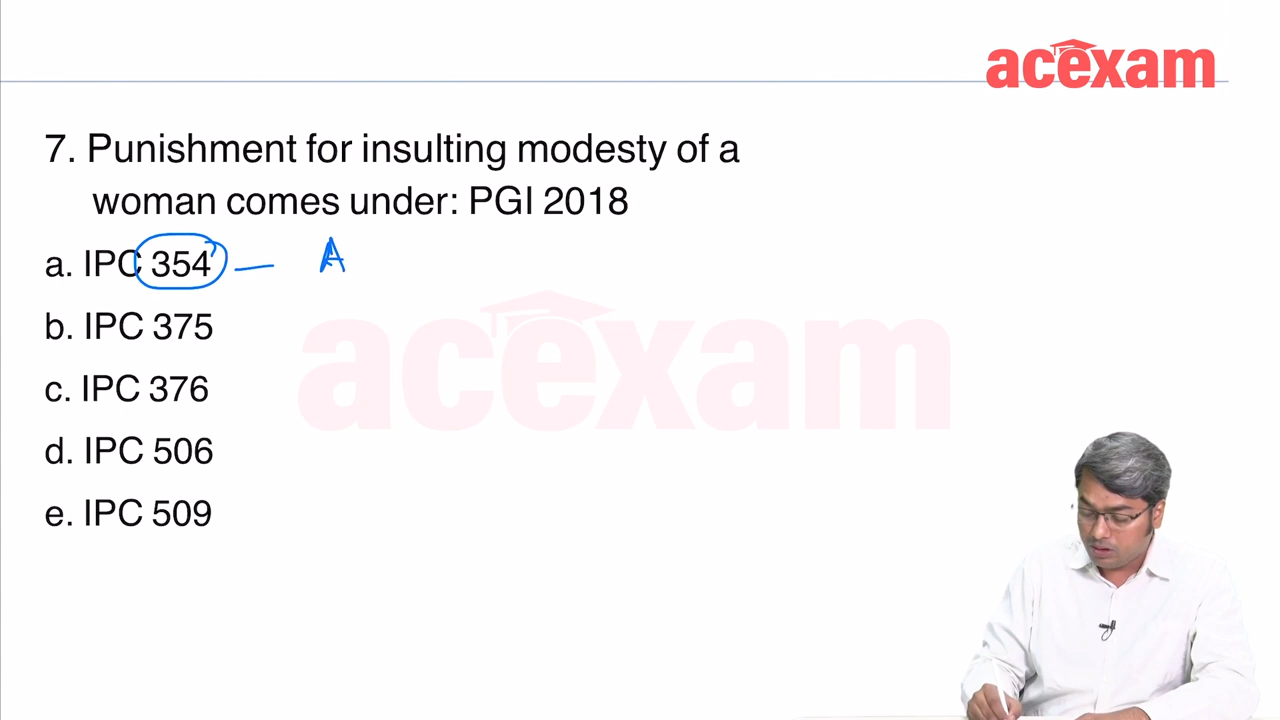 acexam
7. Punishment for insulting modesty of a
woman comes under: PGI 2018
a. IPC 354 — A
b. IPC 375
c. IPC 376
d. IPC 506
e. IPC 509
acexam